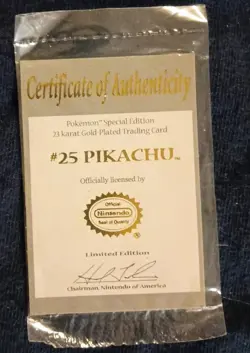 Certificate of Authenticity
Pokemon™ Special Edition
23 karat Gold-Plated Trading Card
#25 PIKACHU™
Officially licensed by
Official
Nintendo
Seal of Quality
Limited Edition
Chairman, Nintendo of America